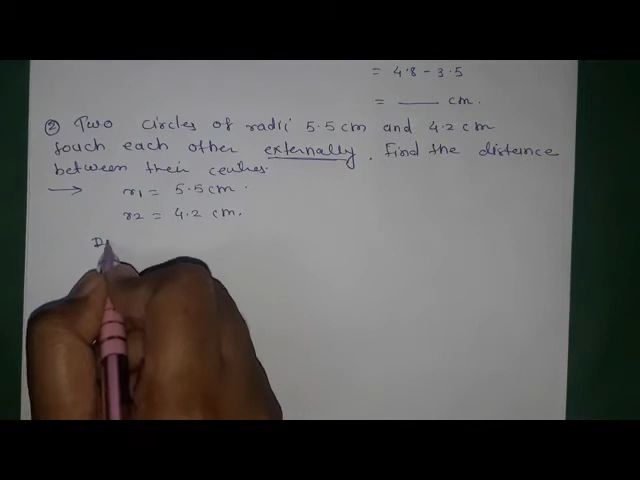 = 4.8 - 3.5
= ___ cm.
② Two circles of radii 5.5 cm and 4.2 cm
touch each other externally. Find the distance
between their centres.
→ r1 = 5.5 cm.
r2 = 4.2 cm.
D